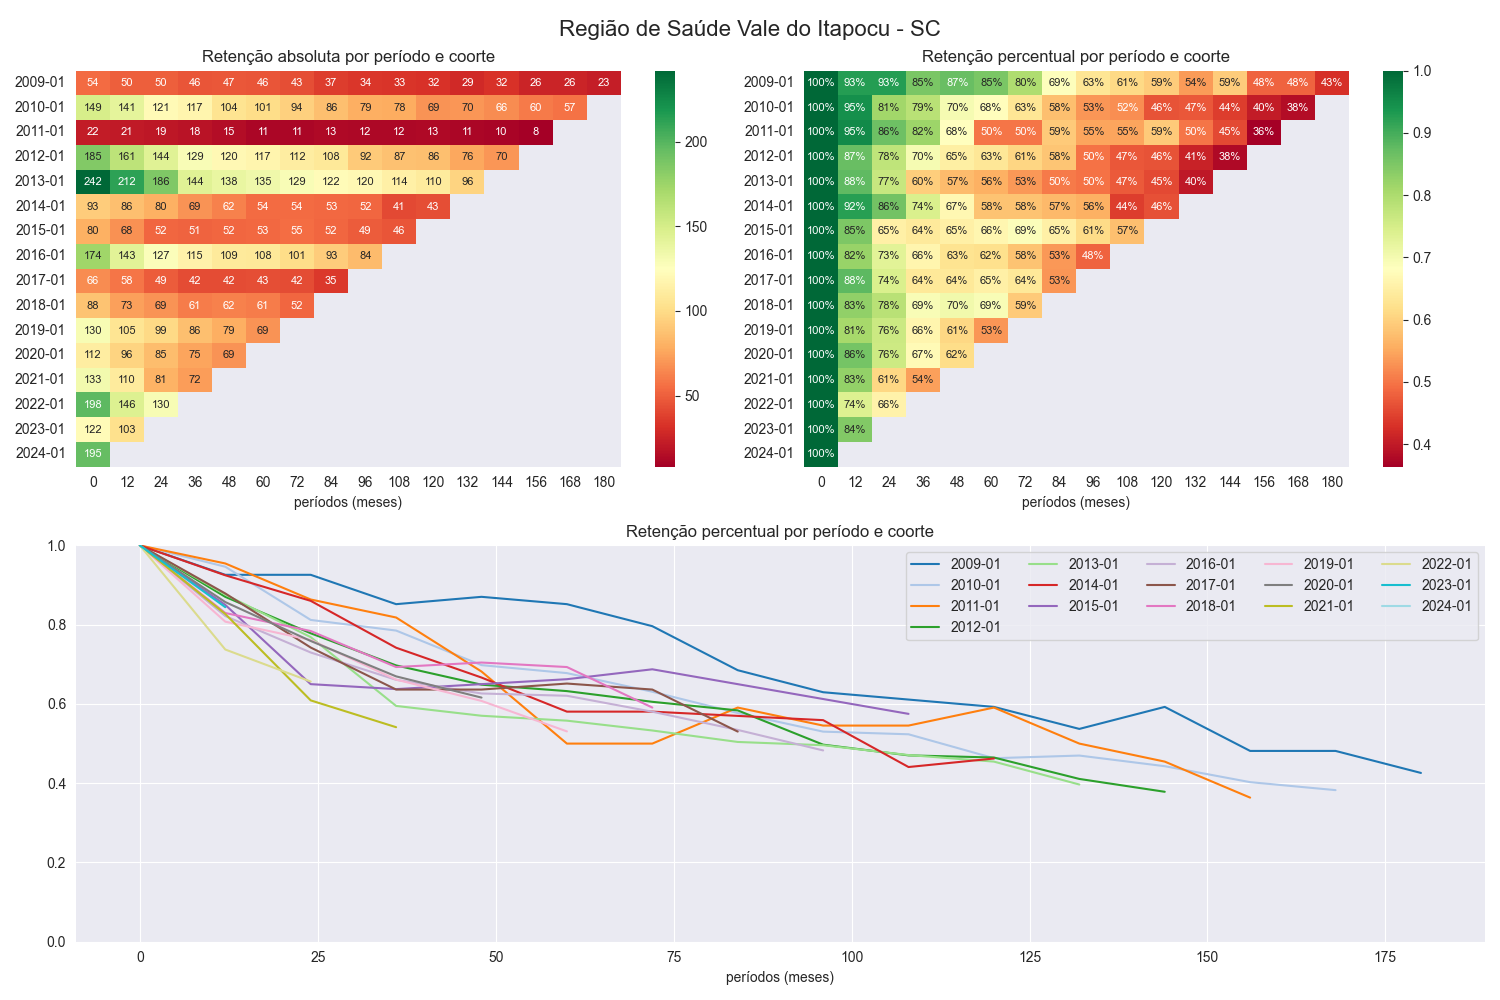 Região de Saúde Vale do Itapocu - SC
Retenção absoluta por período e coorte
2009-01 54 50 50 46 47 46 43 37 34 33 32 29 32 26 26 23
2010-01 149 141 121 117 104 101 94 86 79 78 69 70 66 60 57
2011-01 22 21 19 18 15 11 11 13 12 12 13 11 10 8
2012-01 185 161 144 129 120 117 112 108 92 87 86 76 70
2013-01 242 212 186 144 138 135 129 122 120 114 110 96
2014-01 93 86 80 69 62 54 54 53 52 41 43
2015-01 80 68 52 51 52 53 55 52 49 46
2016-01 174 143 127 115 109 108 101 93 84
2017-01 66 58 49 42 42 43 42 35
2018-01 88 73 69 61 62 61 52
2019-01 130 105 99 86 79 69
2020-01 112 96 85 75 69
2021-01 133 110 81 72
2022-01 198 146 130
2023-01 122 103
2024-01 195
0 12 24 36 48 60 72 84 96 108 120 132 144 156 168 180
períodos (meses)
200
150
100
50
Retenção percentual por período e coorte
2009-01 100% 93% 93% 85% 87% 85% 80% 69% 63% 61% 59% 54% 59% 48% 48% 43%
2010-01 100% 95% 81% 79% 70% 68% 63% 58% 53% 52% 46% 47% 44% 40% 38%
2011-01 100% 95% 86% 82% 68% 50% 50% 59% 55% 55% 59% 50% 45% 36%
2012-01 100% 87% 78% 70% 65% 63% 61% 58% 50% 47% 46% 41% 38%
2013-01 100% 88% 77% 60% 57% 56% 53% 50% 50% 47% 45% 40%
2014-01 100% 92% 86% 74% 67% 58% 58% 57% 56% 44% 46%
2015-01 100% 85% 65% 64% 65% 66% 69% 65% 61% 57%
2016-01 100% 82% 73% 66% 63% 62% 58% 53% 48%
2017-01 100% 88% 74% 64% 64% 65% 64% 53%
2018-01 100% 83% 78% 69% 70% 69% 59%
2019-01 100% 81% 76% 66% 61% 53%
2020-01 100% 86% 76% 67% 62%
2021-01 100% 83% 61% 54%
2022-01 100% 74% 66%
2023-01 100% 84%
2024-01 100%
0 12 24 36 48 60 72 84 96 108 120 132 144 156 168 180
períodos (meses)
1.0
0.9
0.8
0.7
0.6
0.5
0.4
Retenção percentual por período e coorte
1.0
0.8
0.6
0.4
0.2
0.0
0 25 50 75 100 125 150 175
períodos (meses)
2009-01 2013-01 2016-01 2019-01 2022-01
2010-01 2014-01 2017-01 2020-01 2023-01
2011-01 2015-01 2018-01 2021-01 2024-01
2012-01